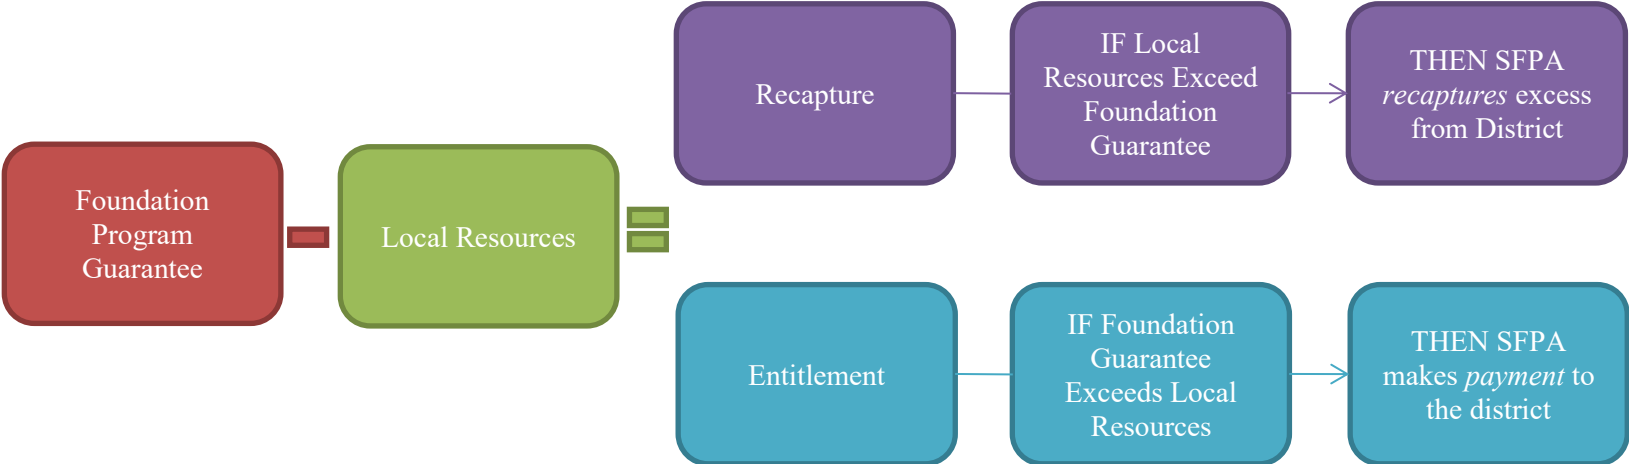 Foundation
Program
Guarantee
Local Resources
Recapture
IF Local
Resources Exceed
Foundation
Guarantee
THEN SFPA
recaptures excess
from District
Entitlement
IF Foundation
Guarantee
Exceeds Local
Resources
THEN SFPA
makes payment to
the district